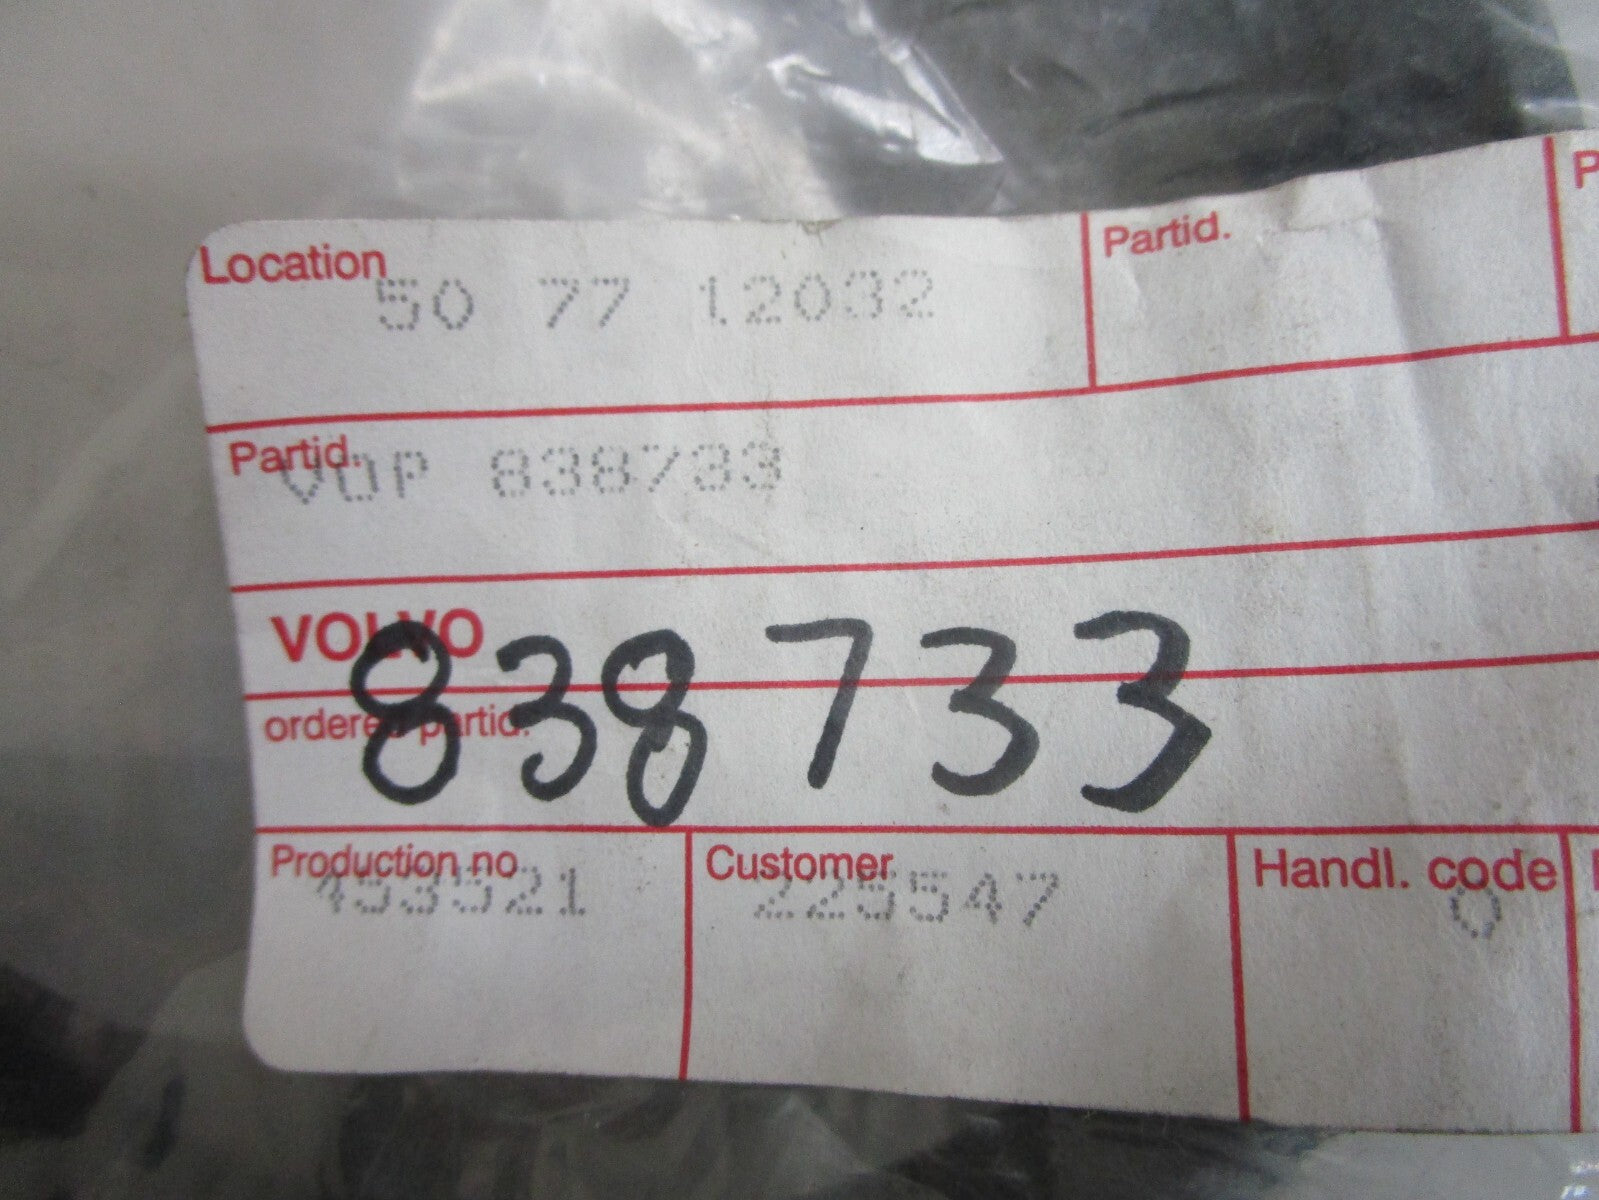 Location Partid.
50 77 12032
Partid.
VOP 838733
VOLVO
838733
ordered partid.
Production no Customer Handl. code
453521 225547 0